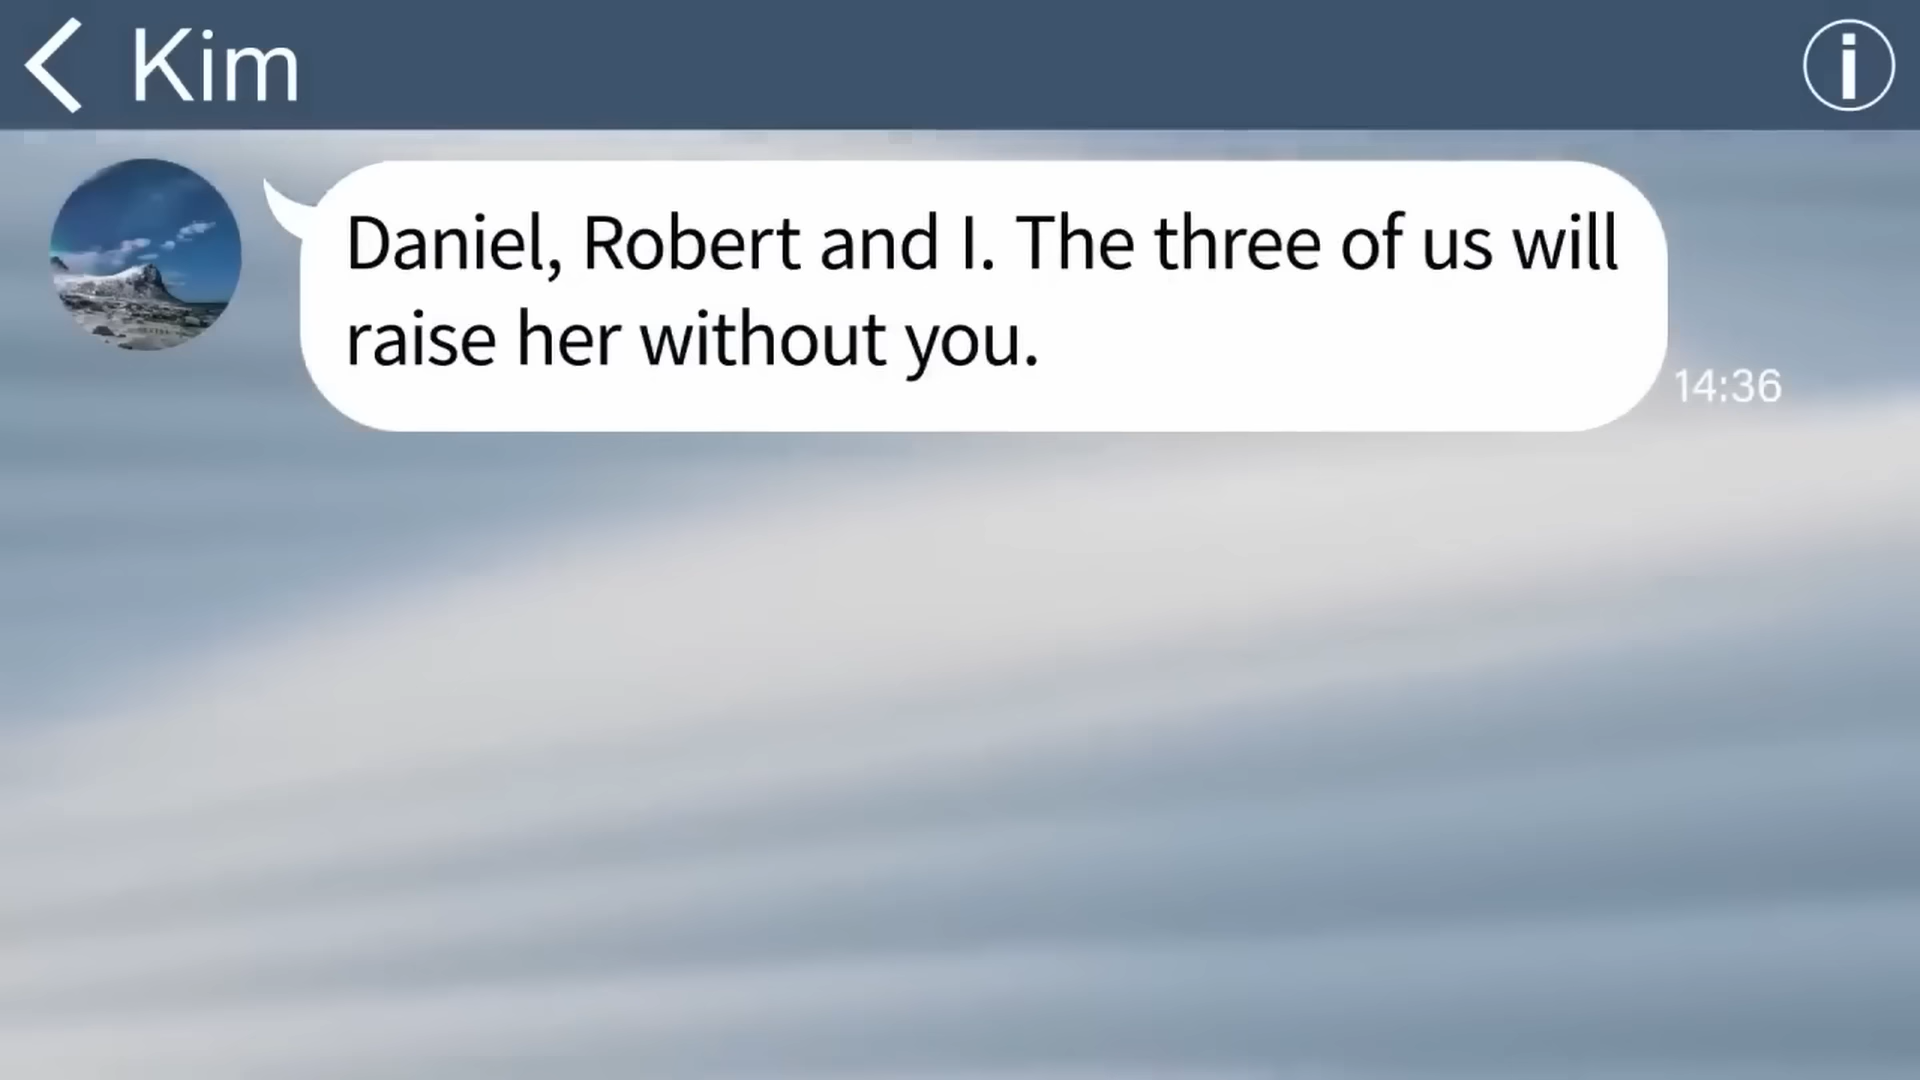 Kim
Daniel, Robert and I. The three of us will
raise her without you.
14:36